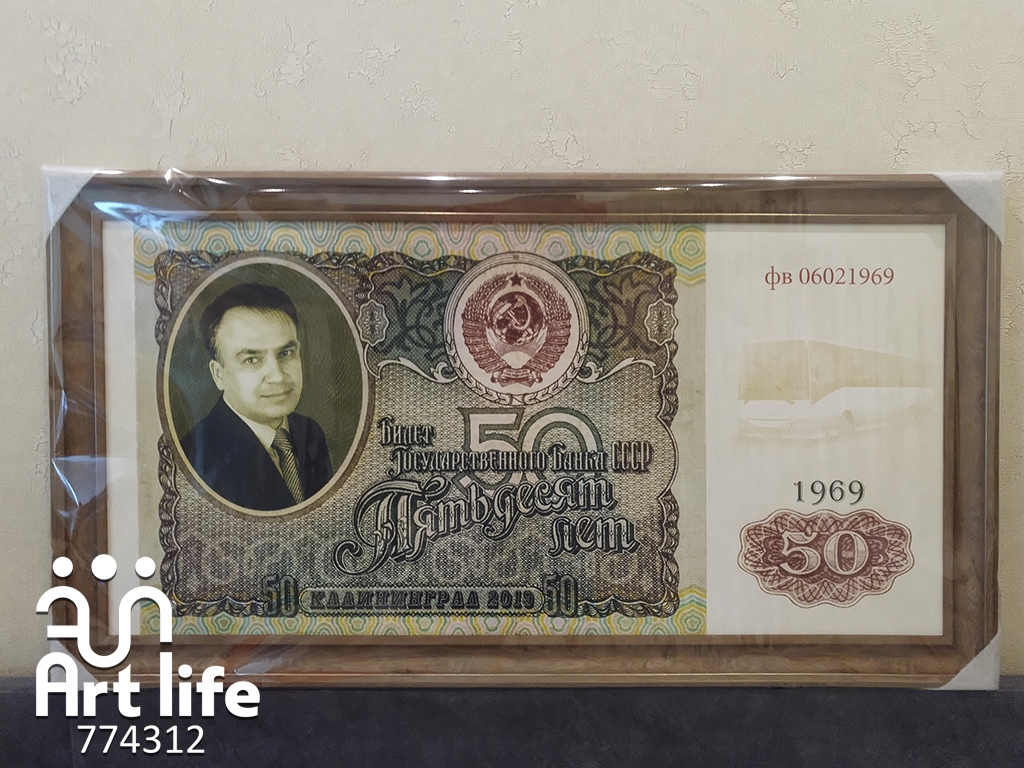 фв 06021969
50
Билет
Государственного Банка СССР
Пятьдесят
лет
1969
50
50 КАЛИНИНГРАД 2019 50
Art life
774312